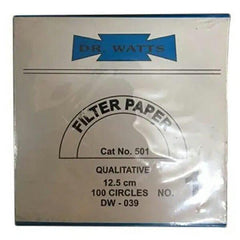 DR. WATTS
FILTER PAPER
Cat No. 501
QUALITATIVE
12.5 cm
100 CIRCLES NO.
DW - 039